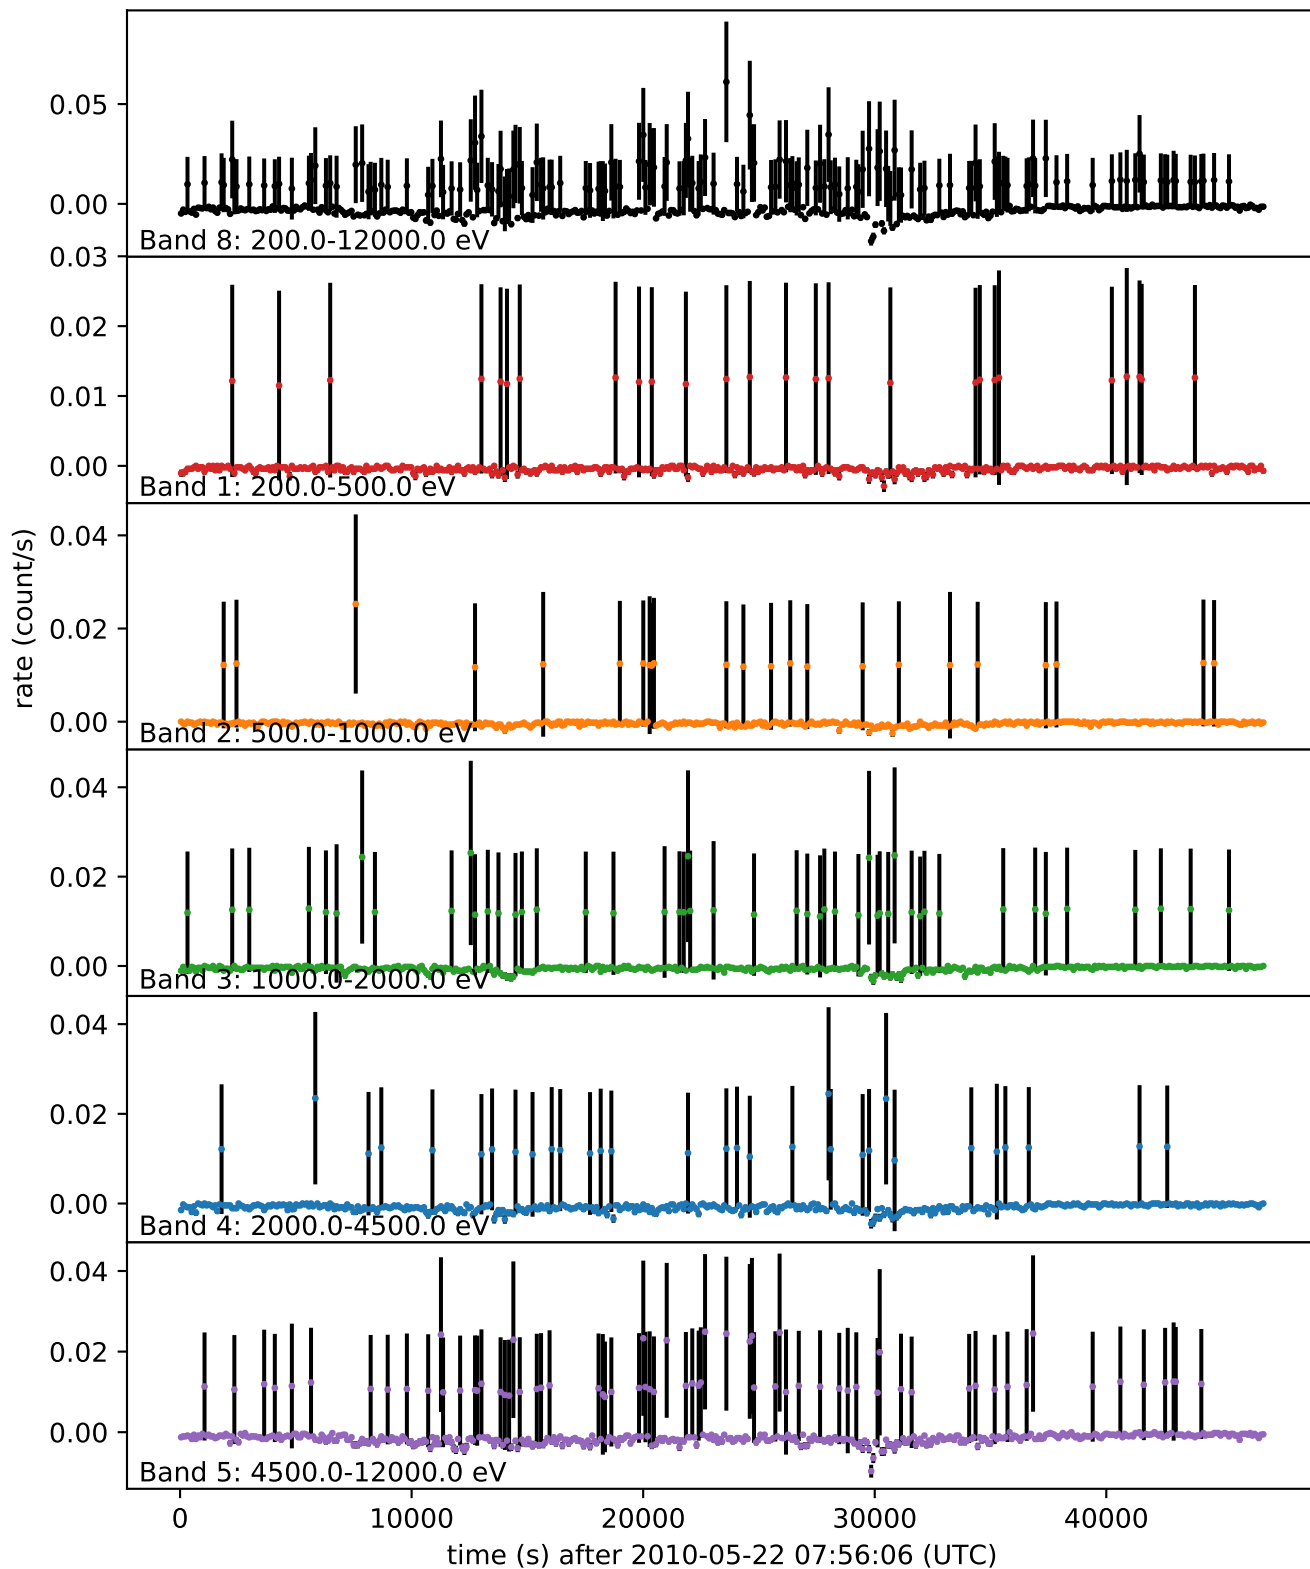 0.05
0.00
Band 8: 200.0-12000.0 eV
0.03
0.02
0.01
0.00
Band 1: 200.0-500.0 eV
0.04
0.02
0.00
Band 2: 500.0-1000.0 eV
rate (count/s)
0.04
0.02
0.00
Band 3: 1000.0-2000.0 eV
0.04
0.02
0.00
Band 4: 2000.0-4500.0 eV
0.04
0.02
0.00
Band 5: 4500.0-12000.0 eV
0 10000 20000 30000 40000
time (s) after 2010-05-22 07:56:06 (UTC)